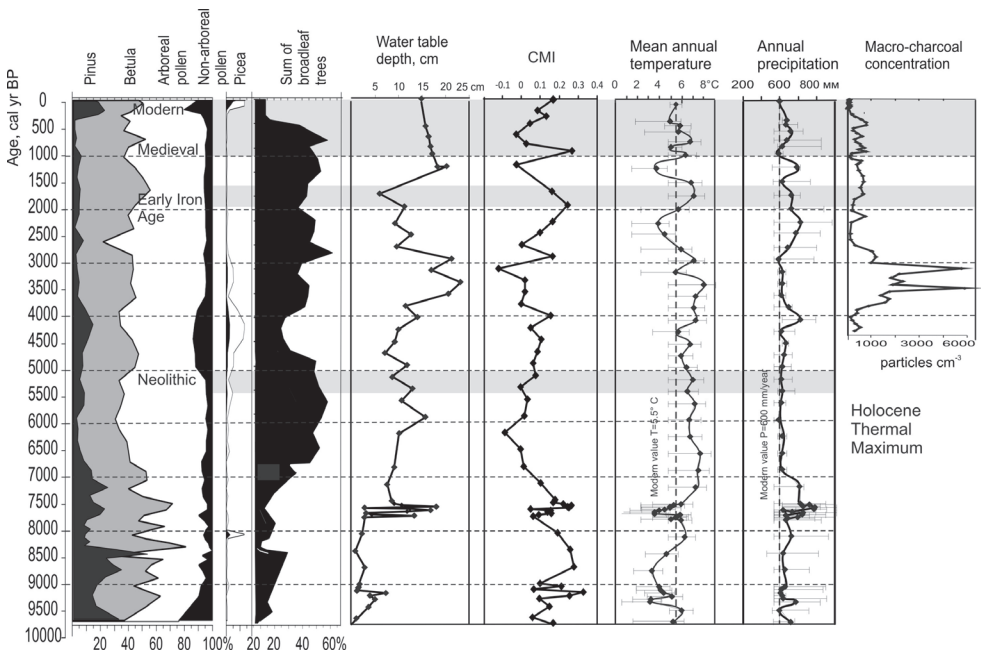 Age, cal yr BP
Pinus
Betula
Arboreal
pollen
Non-arboreal
pollen
Picea
Sum of
broadleaf
trees
Water table
depth, cm
CMI
Mean annual
temperature
Annual
precipitation
Macro-charcoal
concentration
5 10 15 20 25 cm
-0.1 0 0.1 0.2 0.3 0.4
0 2 4 6 8°C
200 600 800 мм
0
500
1000
1500
2000
2500
3000
3500
4000
4500
5000
5500
6000
6500
7000
7500
8000
8500
9000
9500
10000
Modern
Medieval
Early Iron
Age
Neolithic
Modern value T=5.5° C
Modern value P=600 mm/year
1000 3000 6000
particles cm-3
Holocene
Thermal
Maximum
20 40 60 80 100% 20 20 40 60%